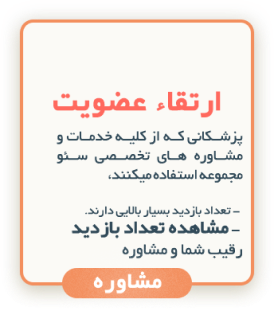 ارتقاء عضویت
پزشکانی که از کلیه خدمات و
مشاوره های تخصصی سئو
مجموعه استفاده میکنند،
- تعداد بازدید بسیار بالایی دارند.
- مشاهده تعداد بازدید
رقیب شما و مشاوره
مشاوره